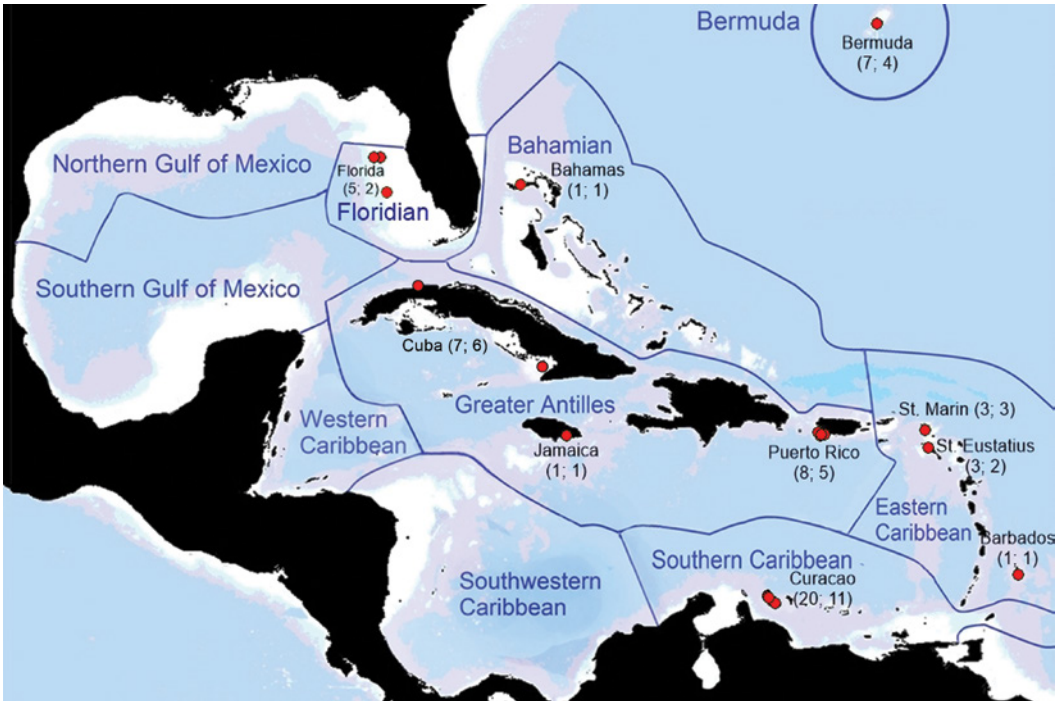 Bermuda
Bermuda
(7; 4)
Bahamian
Bahamas
(1; 1)
Northern Gulf of Mexico
Florida
(5; 2)
Floridian
Southern Gulf of Mexico
Cuba (7; 6)
Western
Caribbean
Greater Antilles
Jamaica
(1; 1)
Puerto Rico
(8; 5)
St. Marin (3; 3)
St. Eustatius
(3; 2)
Eastern
Caribbean
Barbados
(1; 1)
Southern Caribbean
Curacao
(20; 11)
Southwestern
Caribbean